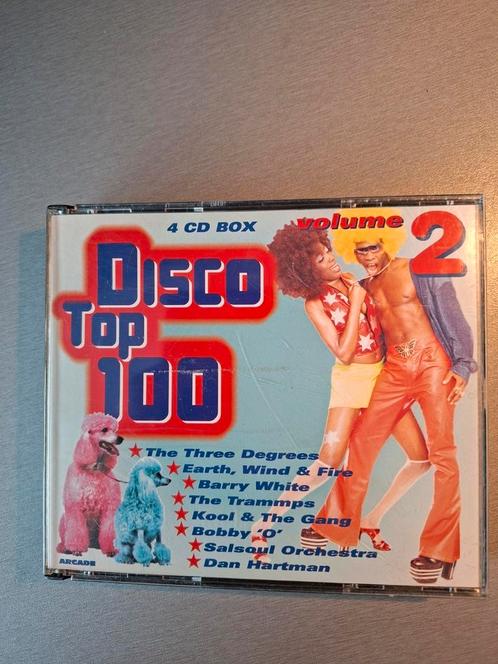 4 CD BOX
volume 2
DISCO
TOP
100
The Three Degrees
Earth, Wind & Fire
Barry White
The Trammps
Kool & The Gang
Bobby 'O'
Salsoul Orchestra
Dan Hartman
ARCADE